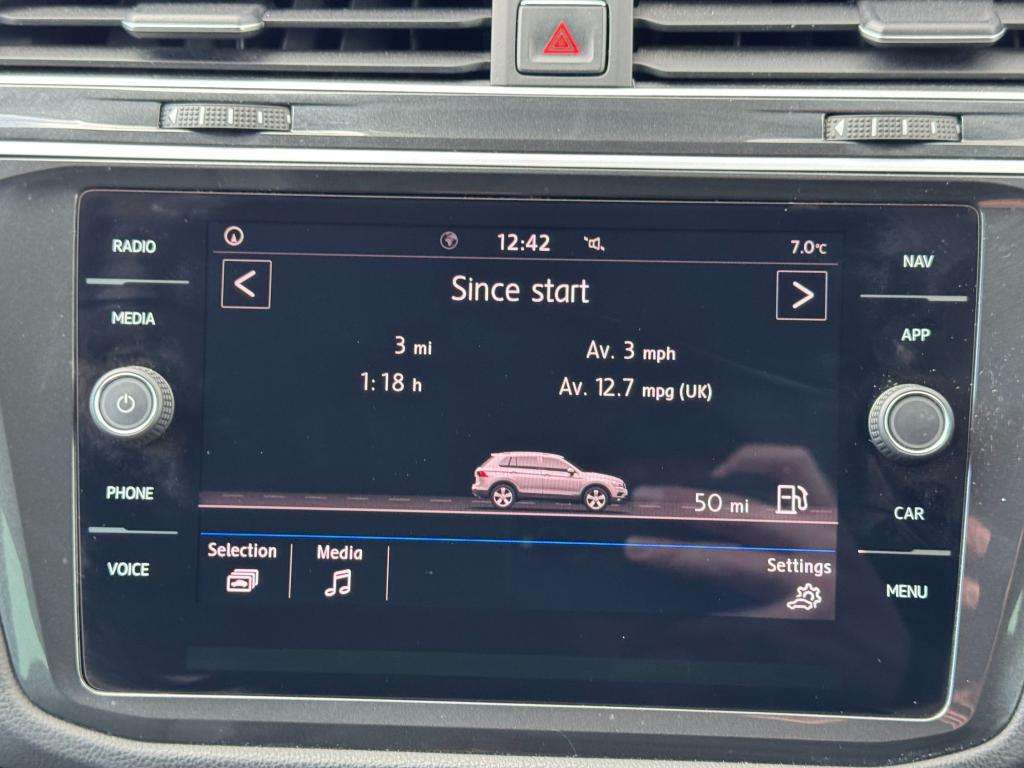 RADIO
MEDIA
PHONE
VOICE
12:42
7.0°C
<
Since start
>
3 mi
Av. 3 mph
1:18 h
Av. 12.7 mpg (UK)
50 mi
Selection
Media
Settings
NAV
APP
CAR
MENU